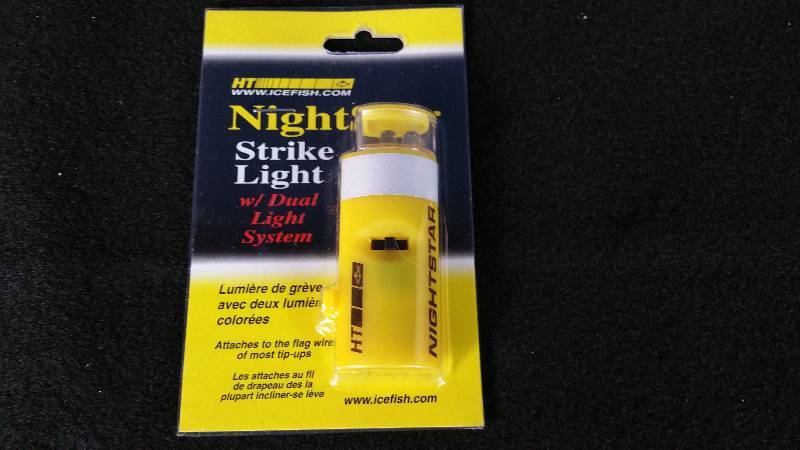 HT
WWW.ICEFISH.COM
Night
Strike
Light
w/ Dual
Light
System
Lumière de grève
avec deux
colorées
Attaches to the flag wire
of most tip-ups
Les attaches au fil
de drapeau des la
plupart incliner-se lève
www.icefish.com
HT
NIGHTSTAR